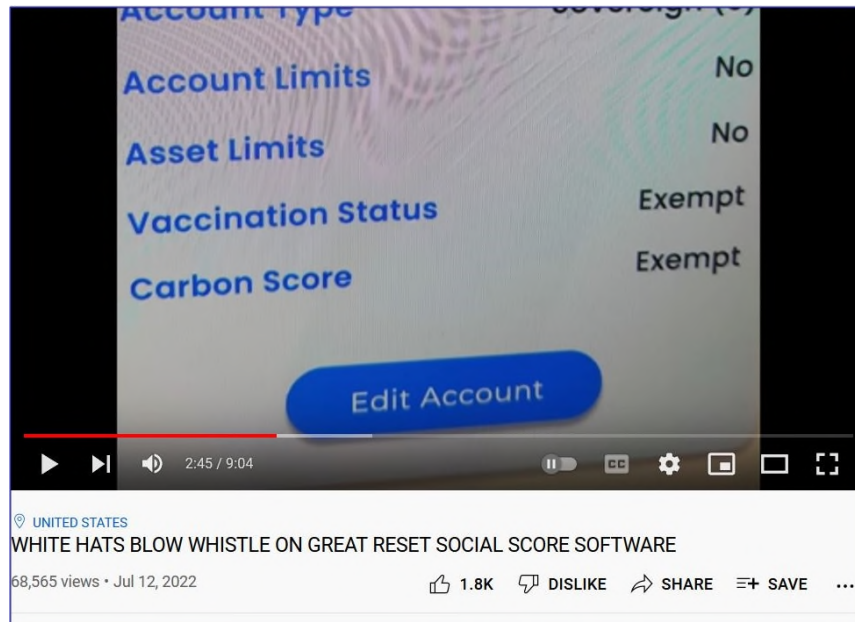 Account Type
Account Limits No
Asset Limits No
Vaccination Status Exempt
Carbon Score Exempt
Edit Account
2:45 / 9:04
CC
UNITED STATES
WHITE HATS BLOW WHISTLE ON GREAT RESET SOCIAL SCORE SOFTWARE
68,565 views • Jul 12, 2022
1.8K DISLIKE SHARE SAVE ...